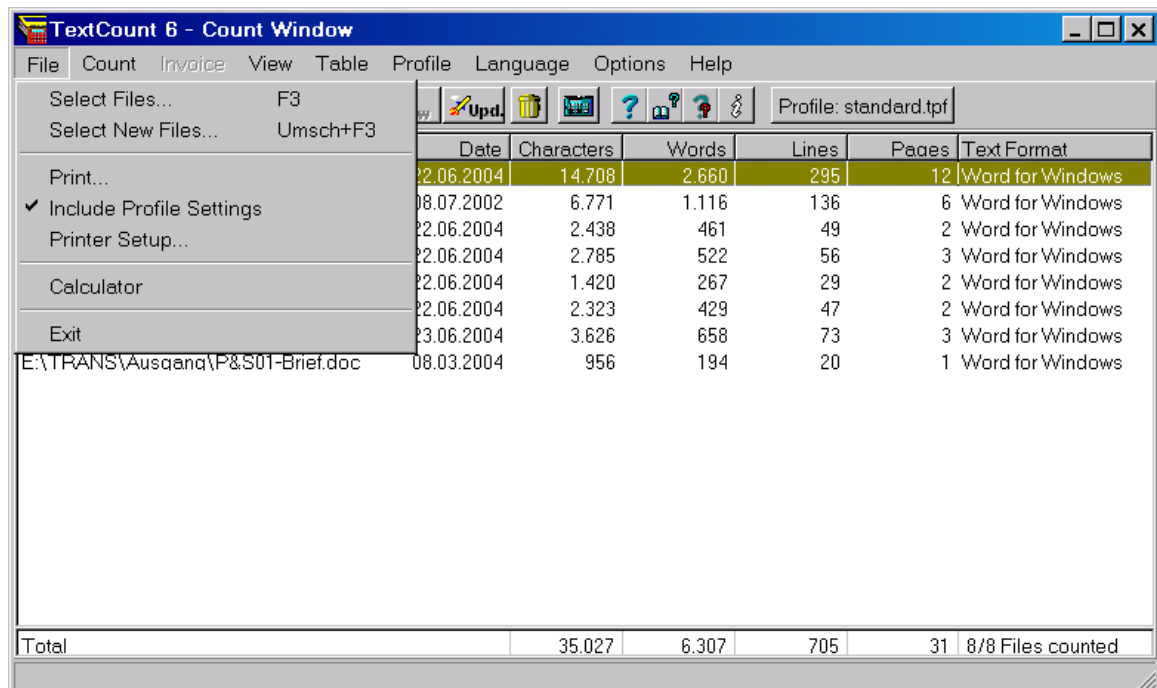 TextCount 6 - Count Window
File Count Invoice View Table Profile Language Options Help
Select Files... F3
Select New Files... Umsch+F3
Print...
✔ Include Profile Settings
Printer Setup...
Calculator
Exit
Upd. Profile: standard.tpf
Date Characters Words Lines Pages Text Format
22.06.2004 14.708 2.660 295 12 Word for Windows
08.07.2002 6.771 1.116 136 6 Word for Windows
22.06.2004 2.438 461 49 2 Word for Windows
22.06.2004 2.785 522 56 3 Word for Windows
22.06.2004 1.420 267 29 2 Word for Windows
22.06.2004 2.323 429 47 2 Word for Windows
23.06.2004 3.626 658 73 3 Word for Windows
E:\TRANS\Ausgang\P&S01-Brief.doc 08.03.2004 956 194 20 1 Word for Windows
Total 35.027 6.307 705 31 8/8 Files counted